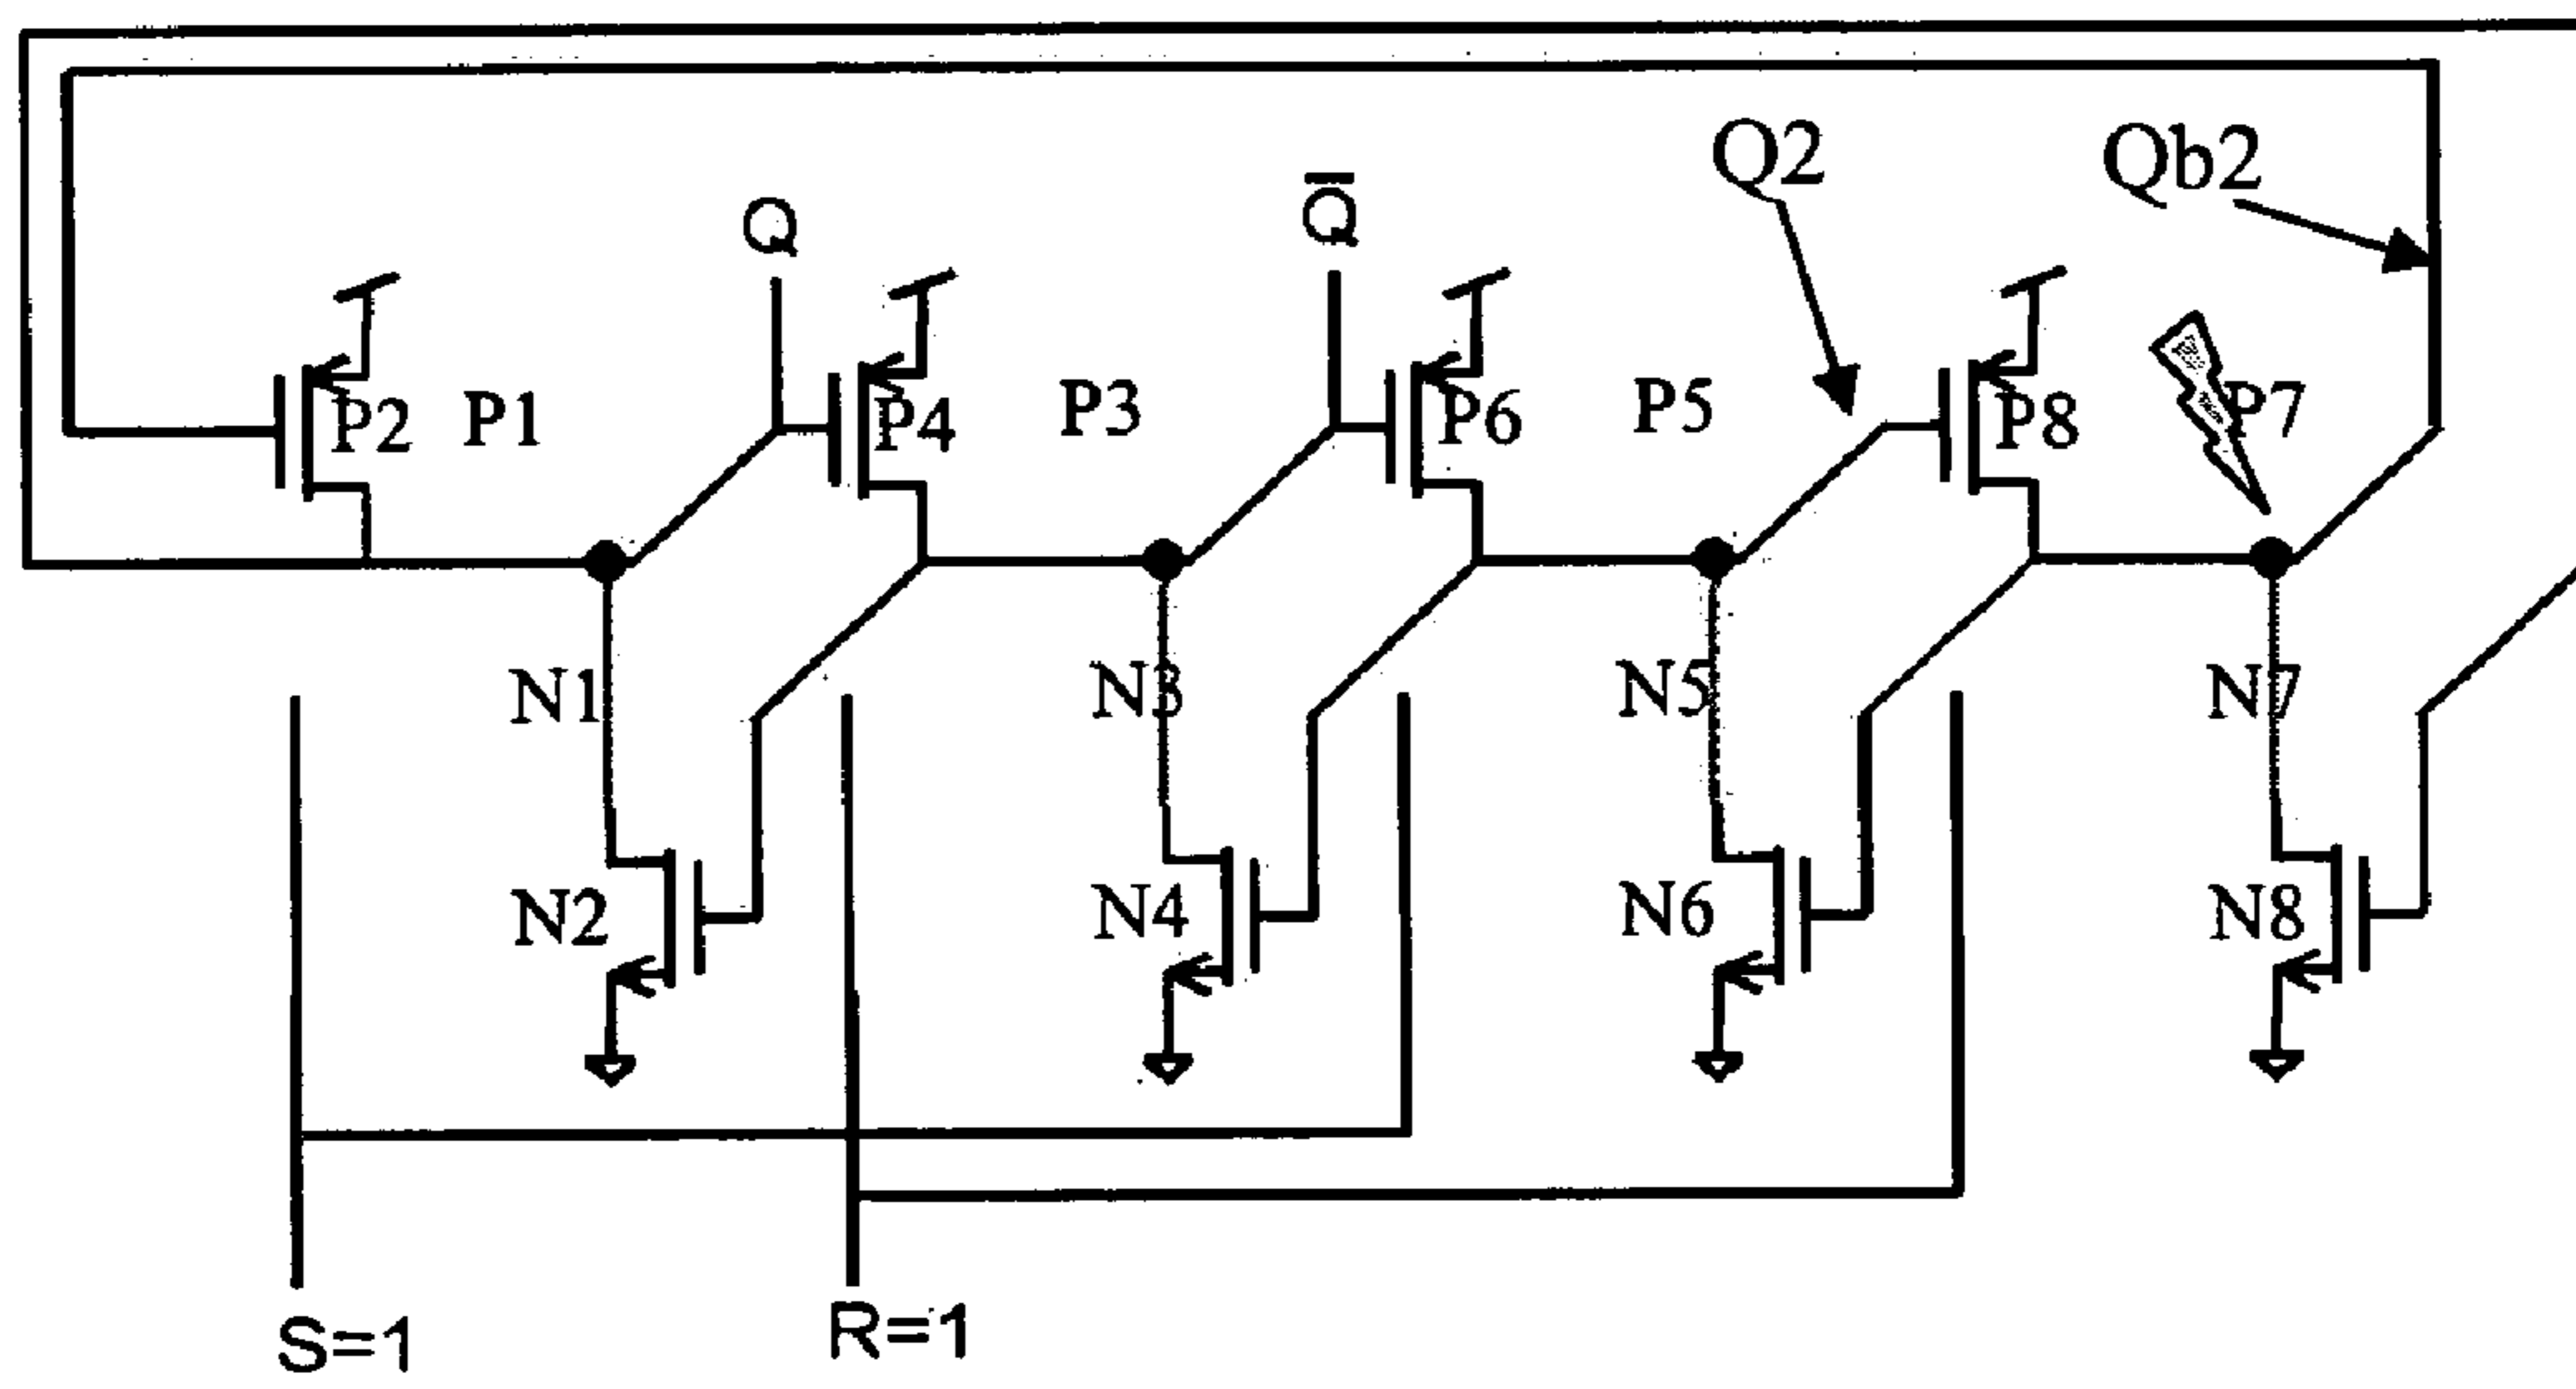 Q2
Qb2
Q
Q̅
P2 P1 P4 P3 P6 P5 P8 P7
N1 N3 N5 N7
N2 N4 N6 N8
S=1 R=1